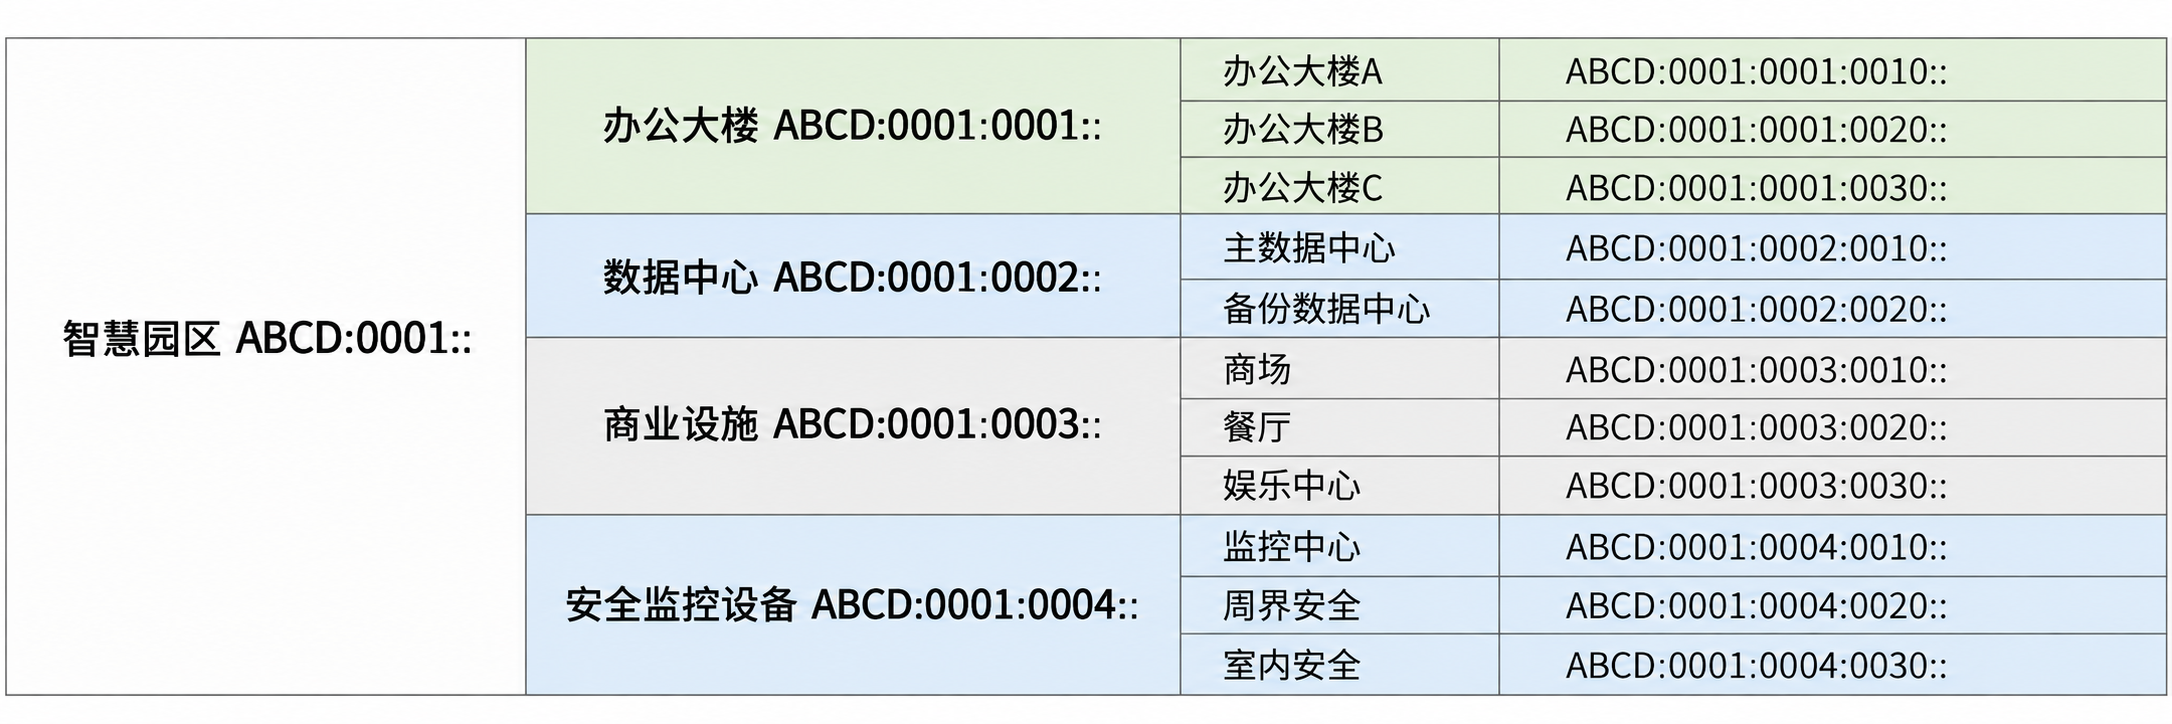 智慧园区 ABCD:0001::
办公大楼 ABCD:0001:0001::
办公大楼A ABCD:0001:0001:0010::
办公大楼B ABCD:0001:0001:0020::
办公大楼C ABCD:0001:0001:0030::
数据中心 ABCD:0001:0002::
主数据中心 ABCD:0001:0002:0010::
备份数据中心 ABCD:0001:0002:0020::
商业设施 ABCD:0001:0003::
商场 ABCD:0001:0003:0010::
餐厅 ABCD:0001:0003:0020::
娱乐中心 ABCD:0001:0003:0030::
安全监控设备 ABCD:0001:0004::
监控中心 ABCD:0001:0004:0010::
周界安全 ABCD:0001:0004:0020::
室内安全 ABCD:0001:0004:0030::